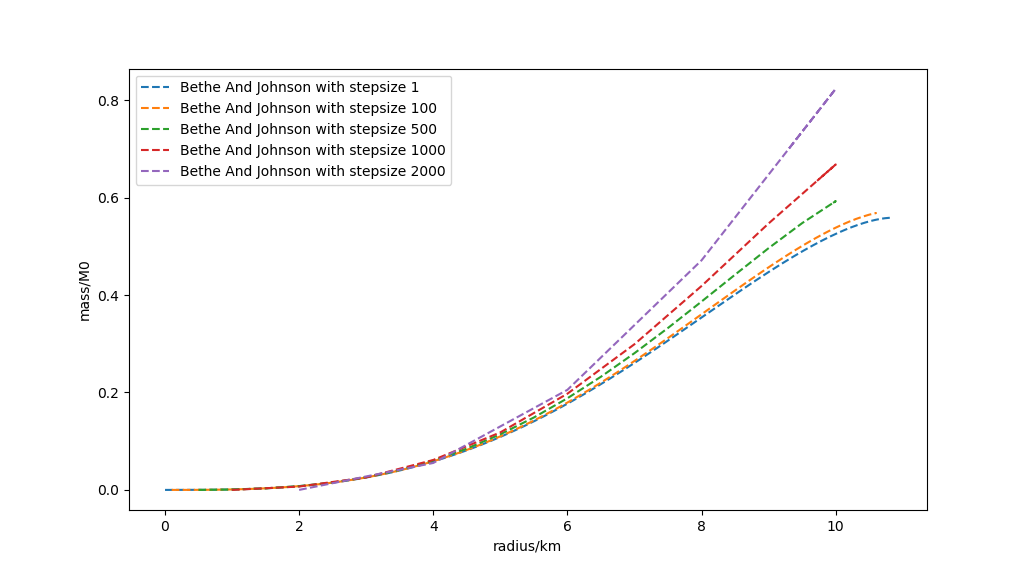 Bethe And Johnson with stepsize 1
Bethe And Johnson with stepsize 100
Bethe And Johnson with stepsize 500
Bethe And Johnson with stepsize 1000
Bethe And Johnson with stepsize 2000
0.8
0.6
0.4
0.2
0.0
mass/M0
0 2 4 6 8 10
radius/km